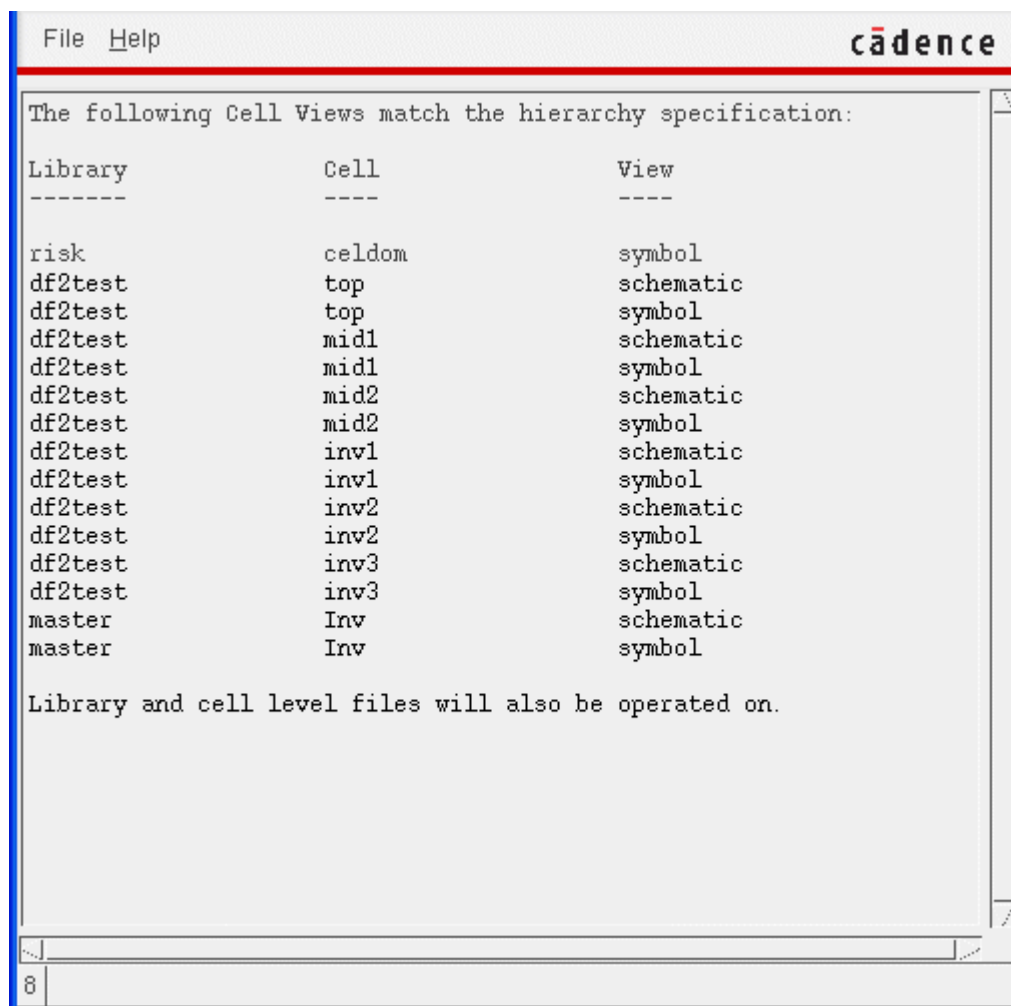 File Help cādence
The following Cell Views match the hierarchy specification:
Library Cell View
------- ---- ----
risk celdom symbol
df2test top schematic
df2test top symbol
df2test mid1 schematic
df2test mid1 symbol
df2test mid2 schematic
df2test mid2 symbol
df2test inv1 schematic
df2test inv1 symbol
df2test inv2 schematic
df2test inv2 symbol
df2test inv3 schematic
df2test inv3 symbol
master Inv schematic
master Inv symbol
Library and cell level files will also be operated on.
8